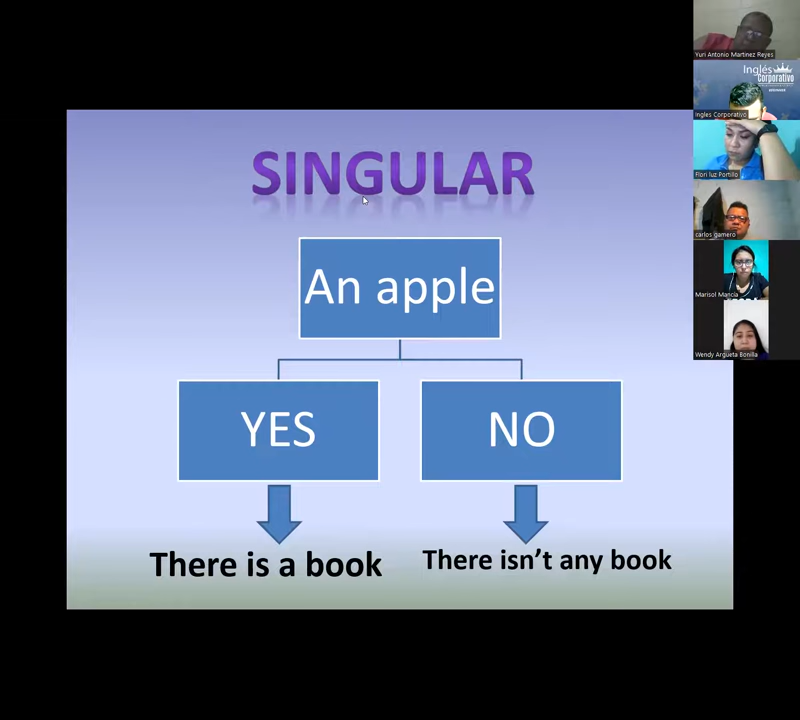 SINGULAR
An apple
YES
NO
There is a book
There isn't any book
Yuri Antonio Martinez Reyes
Inglés
Corporativo
Ingles Corporativo
Flori luz Portillo
carlos gamero
Marisol Mancia
Wendy Argueta Bonilla